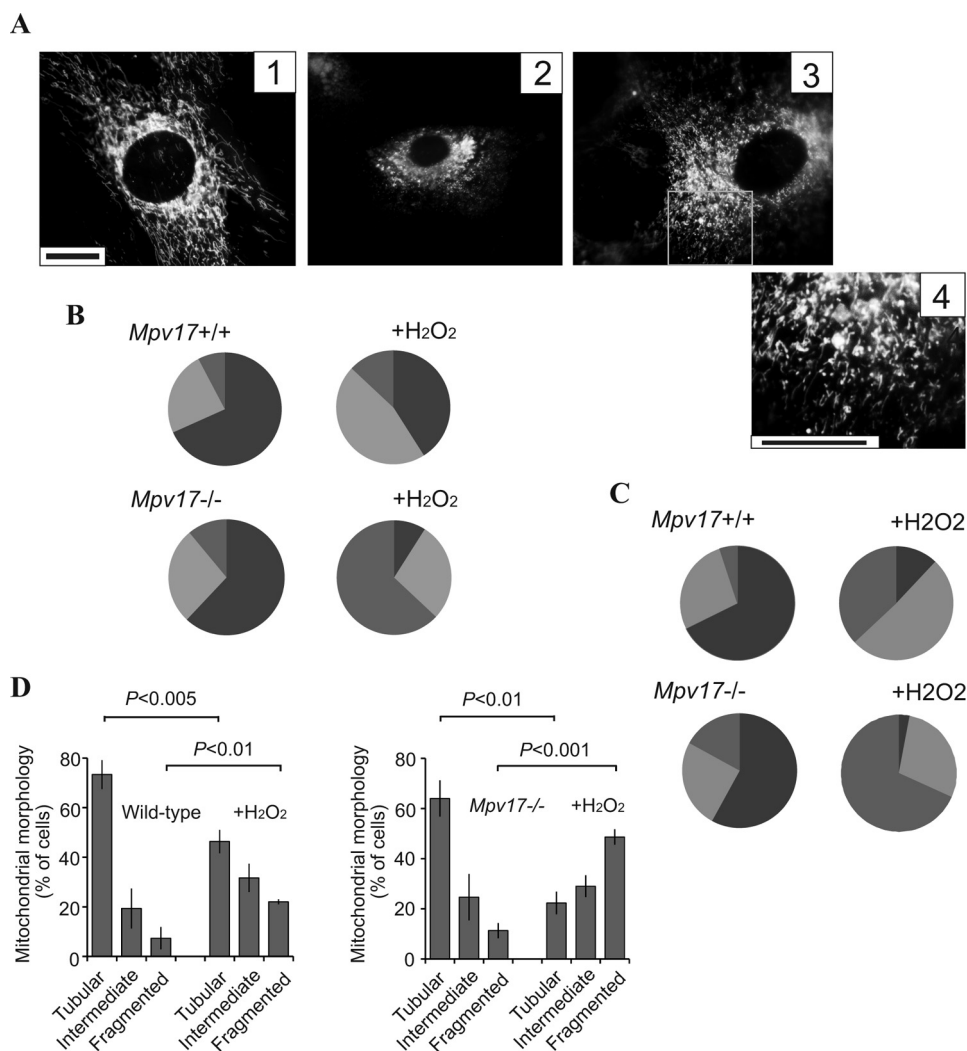 A
1
2
3
4
B
Mpv17+/+
+H₂O₂
Mpv17-/-
+H₂O₂
C
Mpv17+/+
+H2O2
Mpv17-/-
+H2O2
D
P<0.005
P<0.01
Mitochondrial morphology
(% of cells)
80
60
40
20
0
Wild-type
+H₂O₂
Tubular
Intermediate
Fragmented
Tubular
Intermediate
Fragmented
P<0.01
P<0.001
Mitochondrial morphology
(% of cells)
80
60
40
20
0
Mpv17-/-
+H₂O₂
Tubular
Intermediate
Fragmented
Tubular
Intermediate
Fragmented